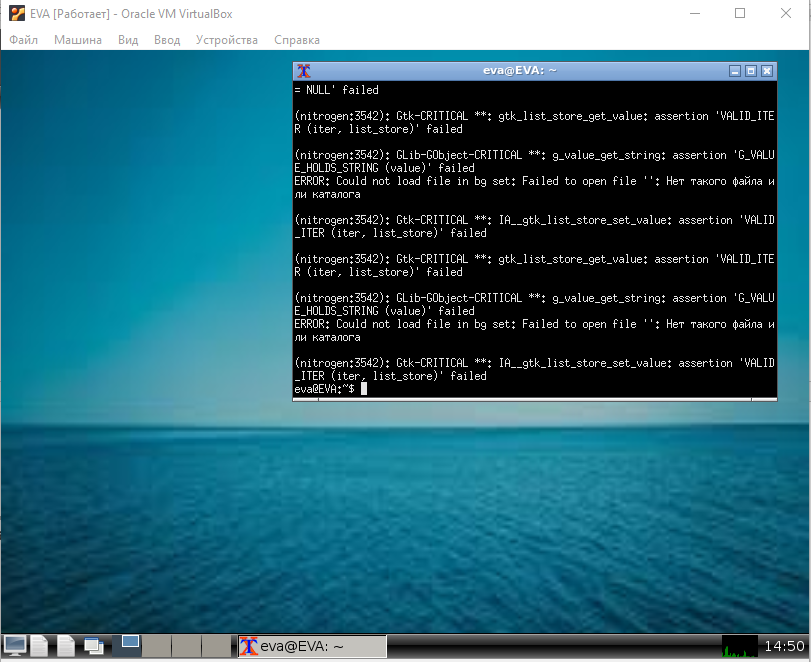 EVA [Работает] - Oracle VM VirtualBox
Файл Машина Вид Ввод Устройства Справка
eva@EVA: ~
= NULL' failed
(nitrogen:3542): Gtk-CRITICAL **: gtk_list_store_get_value: assertion 'VALID_ITE
R (iter, list_store)' failed
(nitrogen:3542): GLib-GObject-CRITICAL **: g_value_get_string: assertion 'G_VALU
E_HOLDS_STRING (value)' failed
ERROR: Could not load file in bg set: Failed to open file '': Нет такого файла и
ли каталога
(nitrogen:3542): Gtk-CRITICAL **: IA__gtk_list_store_set_value: assertion 'VALID
_ITER (iter, list_store)' failed
(nitrogen:3542): Gtk-CRITICAL **: gtk_list_store_get_value: assertion 'VALID_ITE
R (iter, list_store)' failed
(nitrogen:3542): GLib-GObject-CRITICAL **: g_value_get_string: assertion 'G_VALU
E_HOLDS_STRING (value)' failed
ERROR: Could not load file in bg set: Failed to open file '': Нет такого файла и
ли каталога
(nitrogen:3542): Gtk-CRITICAL **: IA__gtk_list_store_set_value: assertion 'VALID
_ITER (iter, list_store)' failed
eva@EVA:~$
eva@EVA: ~
14:50